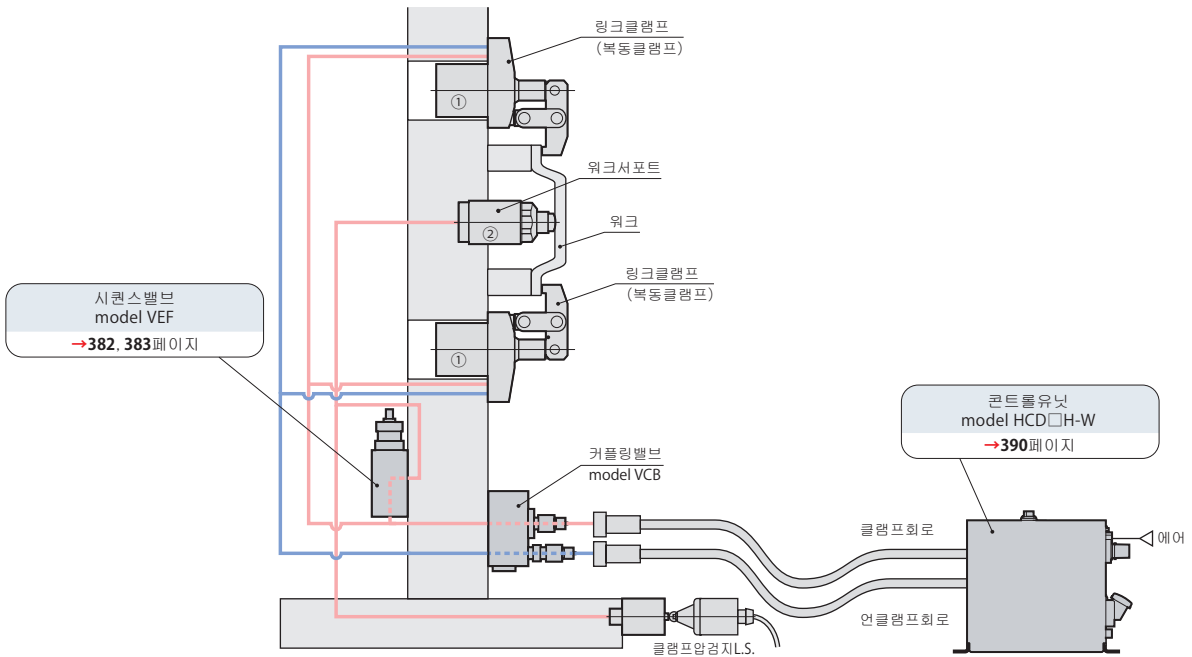 링크클램프
(복동클램프)
①
워크서포트
②
워크
링크클램프
(복동클램프)
①
시퀀스밸브
model VEF
→382, 383페이지
콘트롤유닛
model HCD□H-W
→390페이지
커플링밸브
model VCB
클램프회로
에어
언클램프회로
클램프압검지L.S.